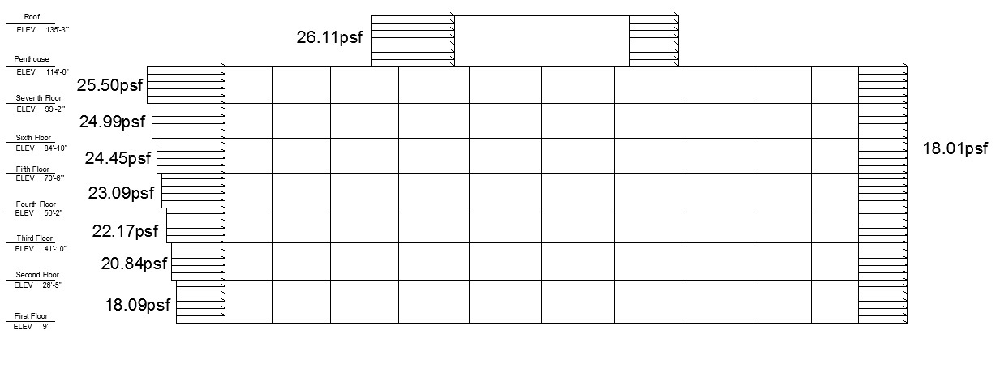 Roof
ELEV 135'-3"
26.11psf
Penthouse
ELEV 114'-6"
25.50psf
Seventh Floor
ELEV 99'-2"
24.99psf
Sixth Floor
ELEV 84'-10"
18.01psf
24.45psf
Fifth Floor
ELEV 70'-6"
23.09psf
Fourth Floor
ELEV 56'-2"
22.17psf
Third Floor
ELEV 41'-10"
20.84psf
Second Floor
ELEV 26'-5"
18.09psf
First Floor
ELEV 9'